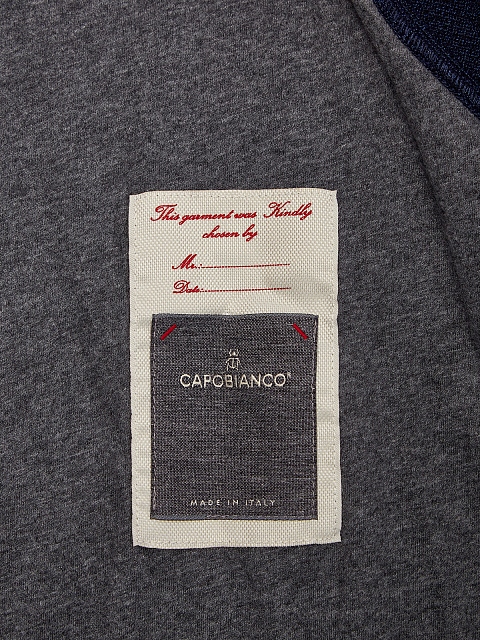 This garment was Kindly
chosen by
Mr.:
Date:
CAPOBIANCO®
MADE IN ITALY